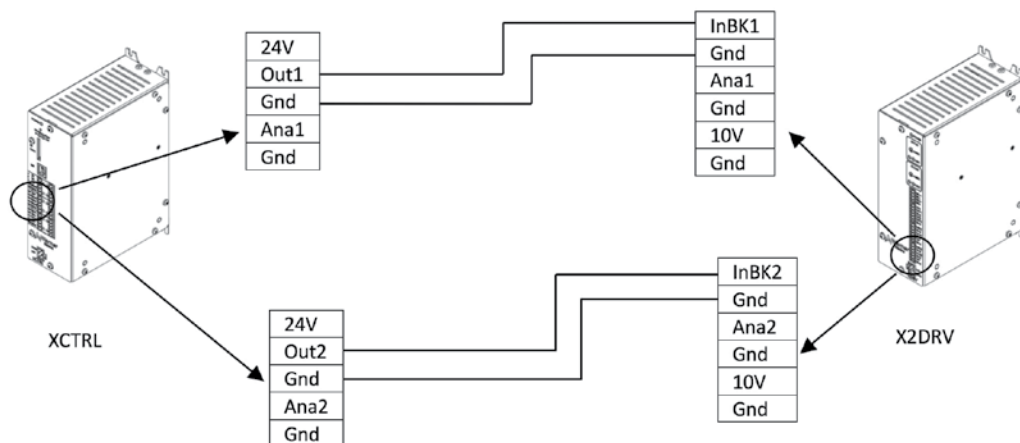 24V
Out1
Gnd
Ana1
Gnd
InBK1
Gnd
Ana1
Gnd
10V
Gnd
XCTRL
24V
Out2
Gnd
Ana2
Gnd
InBK2
Gnd
Ana2
Gnd
10V
Gnd
X2DRV